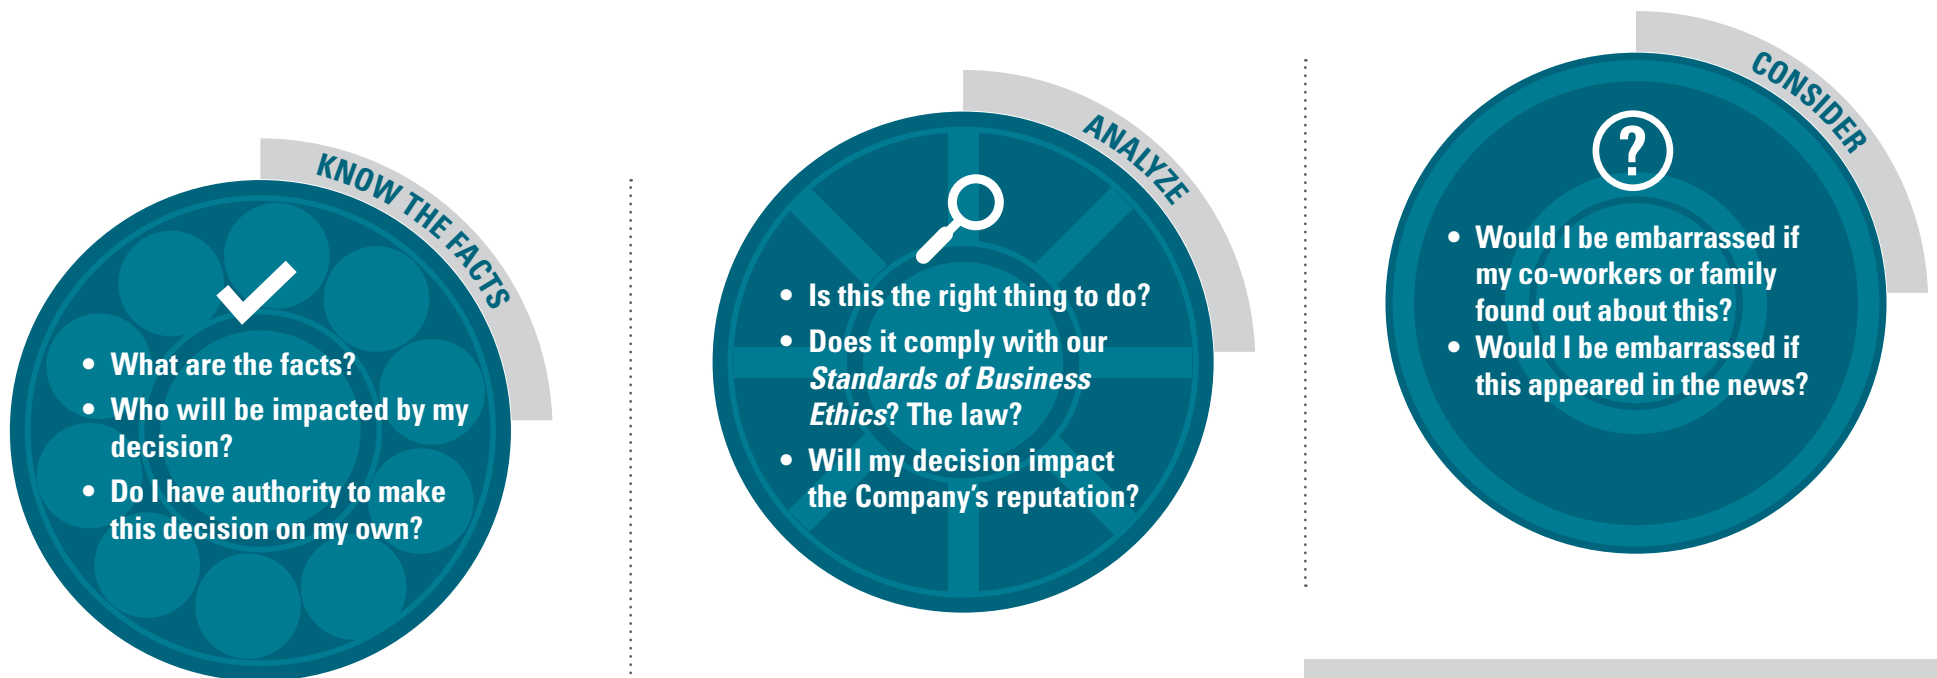 KNOW THE FACTS
• What are the facts?
• Who will be impacted by my
decision?
• Do I have authority to make
this decision on my own?
ANALYZE
• Is this the right thing to do?
• Does it comply with our
Standards of Business
Ethics? The law?
• Will my decision impact
the Company’s reputation?
CONSIDER
?
• Would I be embarrassed if
my co-workers or family
found out about this?
• Would I be embarrassed if
this appeared in the news?